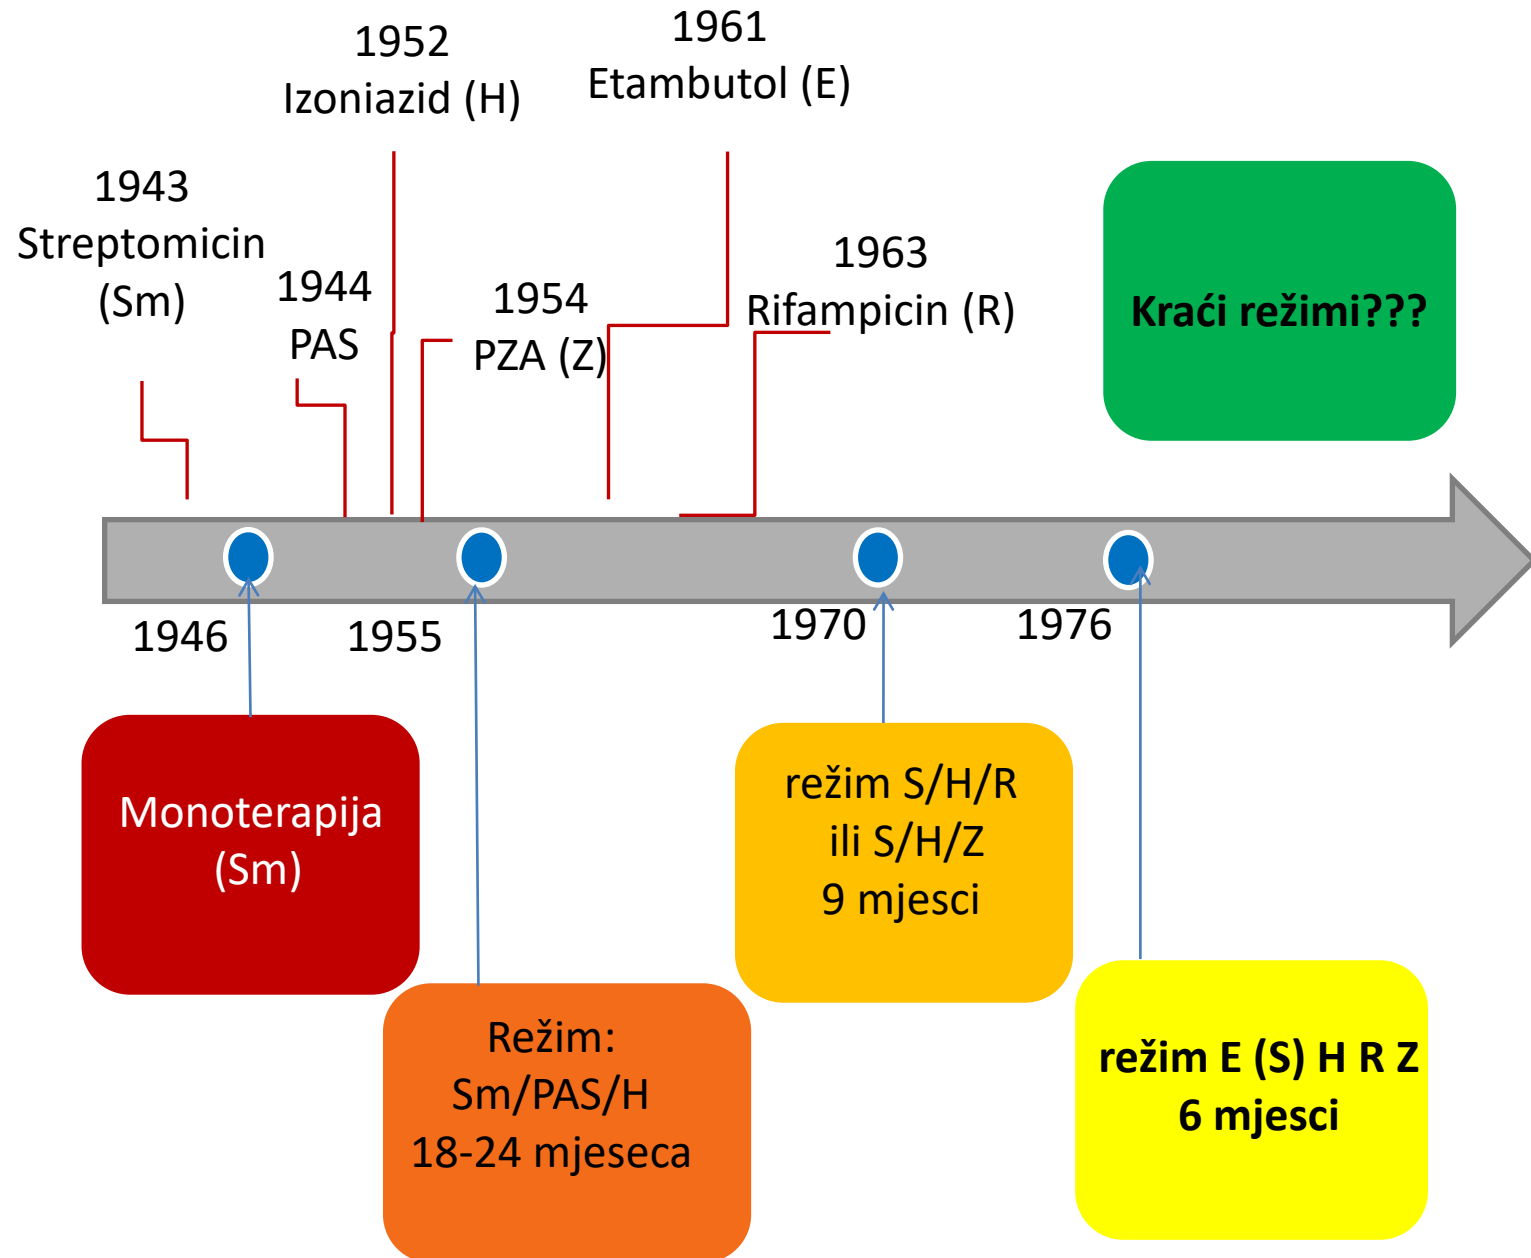 1943
Streptomicin
(Sm)
1944
PAS
1952
Izoniazid (H)
1954
PZA (Z)
1961
Etambutol (E)
1963
Rifampicin (R)
Kraći režimi???
1946
1955
1970
1976
Monoterapija
(Sm)
Režim:
Sm/PAS/H
18-24 mjeseca
režim S/H/R
ili S/H/Z
9 mjesci
režim E (S) H R Z
6 mjesci